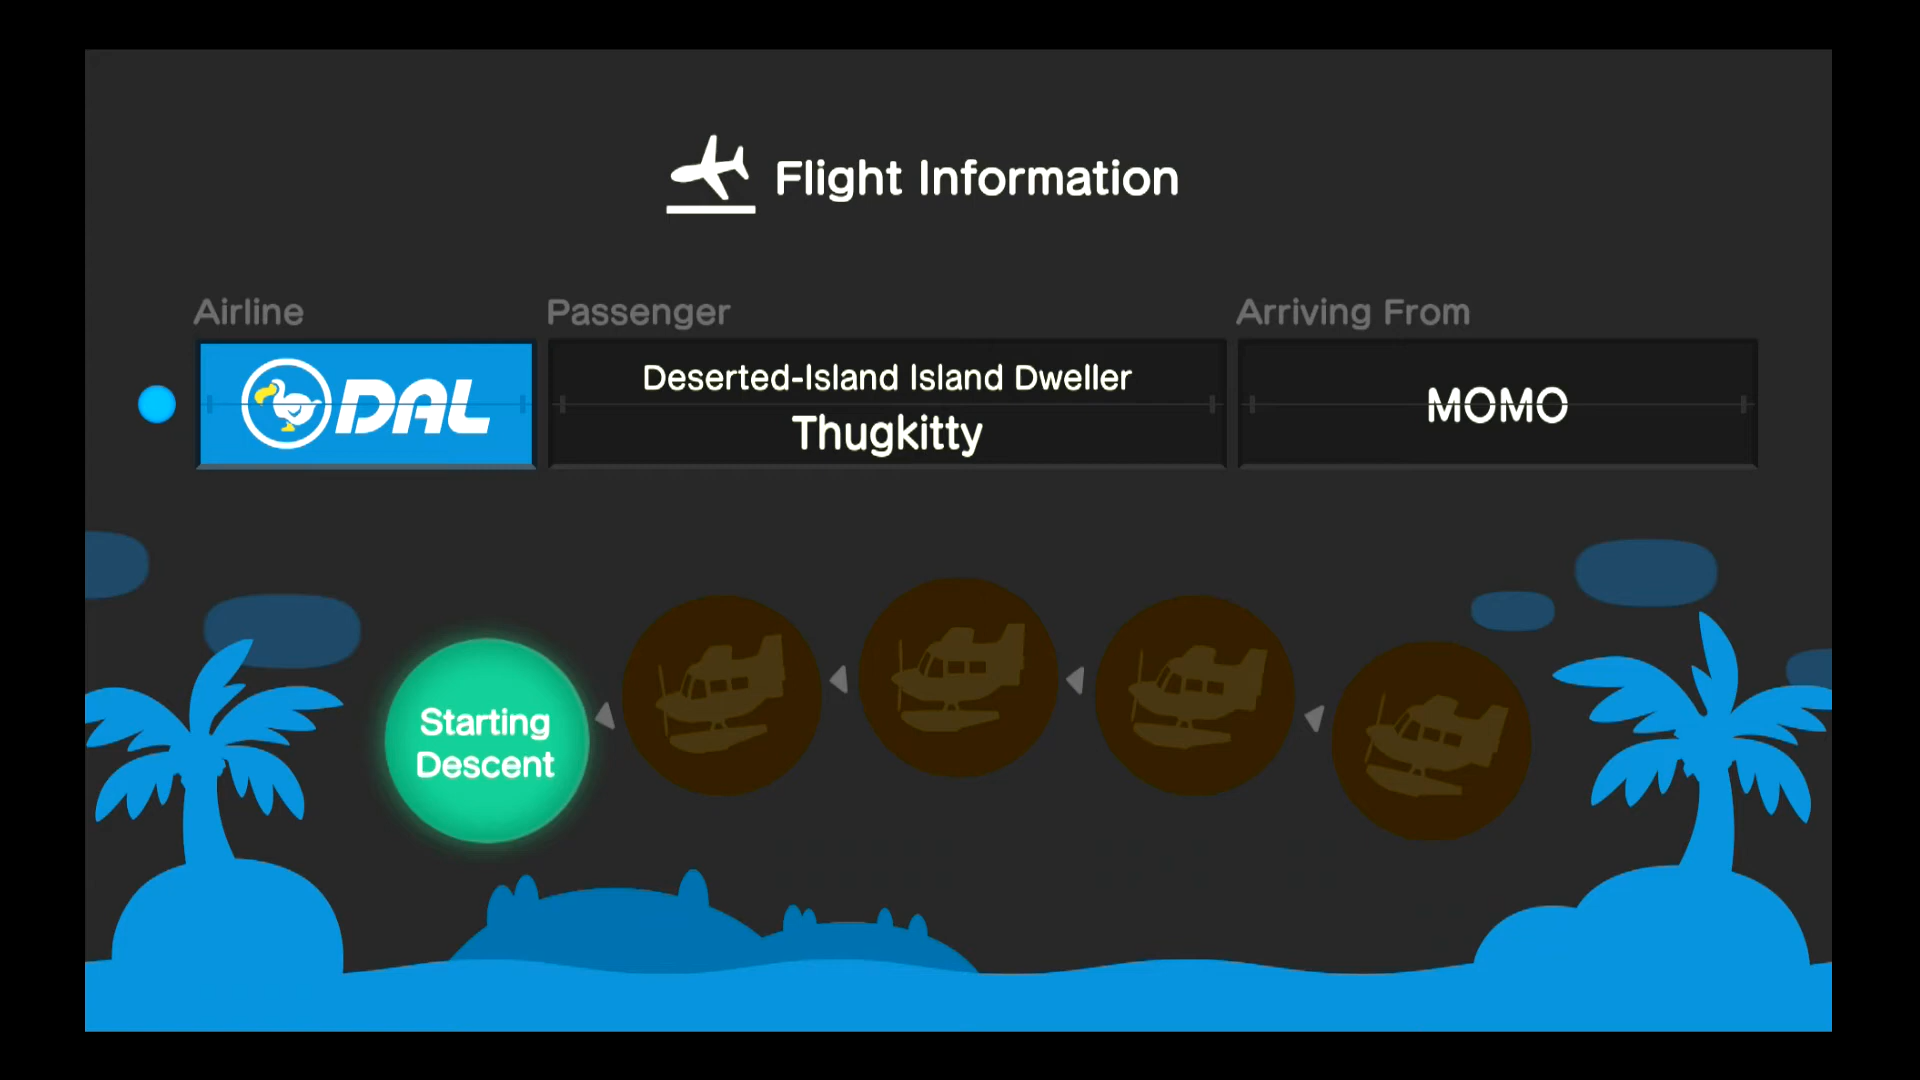 Flight Information
Airline
Passenger
Arriving From
DAL
Deserted-Island Island Dweller
Thugkitty
MOMO
Starting
Descent